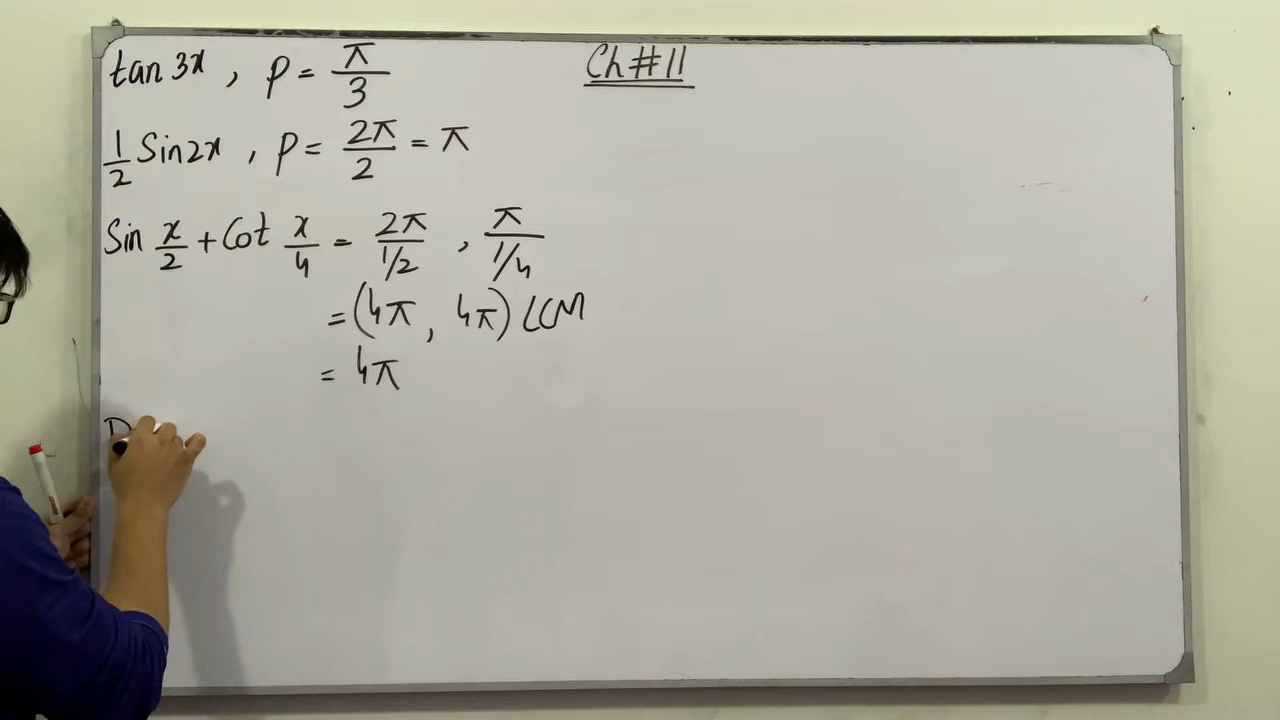 Ch#11
tan 3x , P = π/3
1/2 Sin2x , P = 2π/2 = π
Sin x/2 + Cot x/4 = 2π/1/2 , π/1/4
= (4π , 4π) LCM
= 4π
D